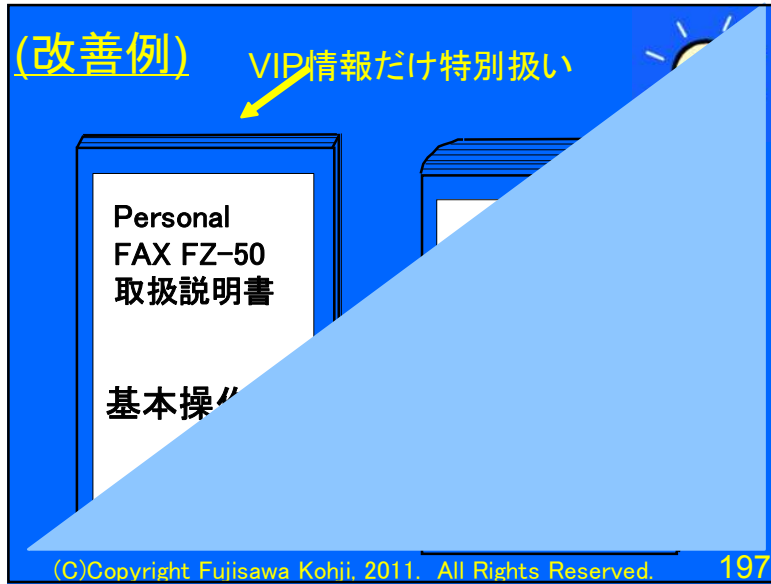 (改善例)
VIP情報だけ特別扱い
Personal
FAX FZ-50
取扱説明書
基本操
(C)Copyright Fujisawa Kohji, 2011. All Rights Reserved.
197